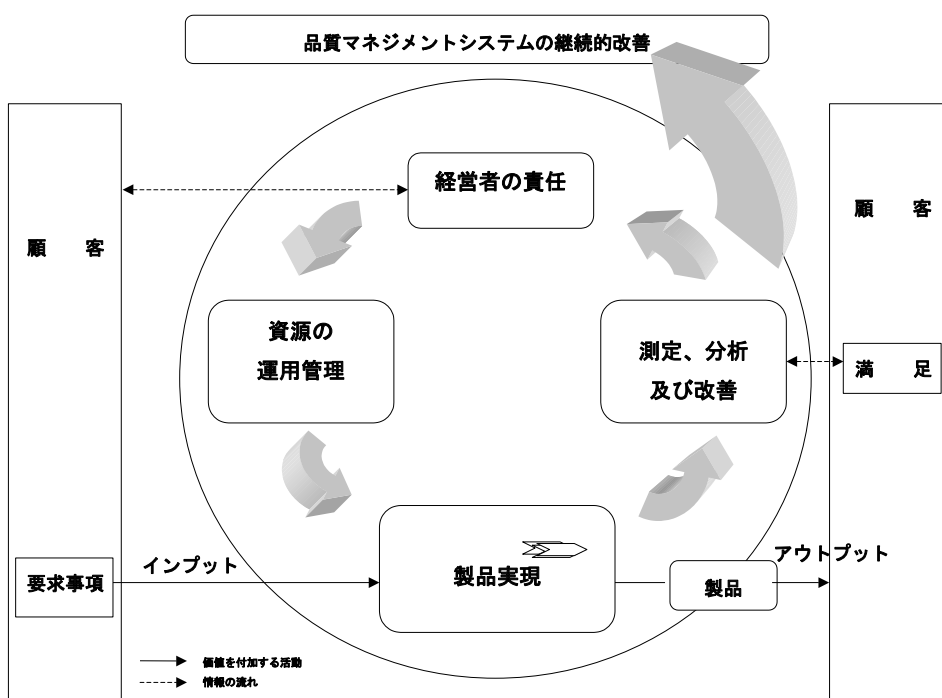 品質マネジメントシステムの継続的改善
経営者の責任
顧 客
顧 客
資源の
運用管理
測定、分析
及び改善
満 足
インプット
アウトプット
要求事項
製品実現
製品
価値を付加する活動
情報の流れ